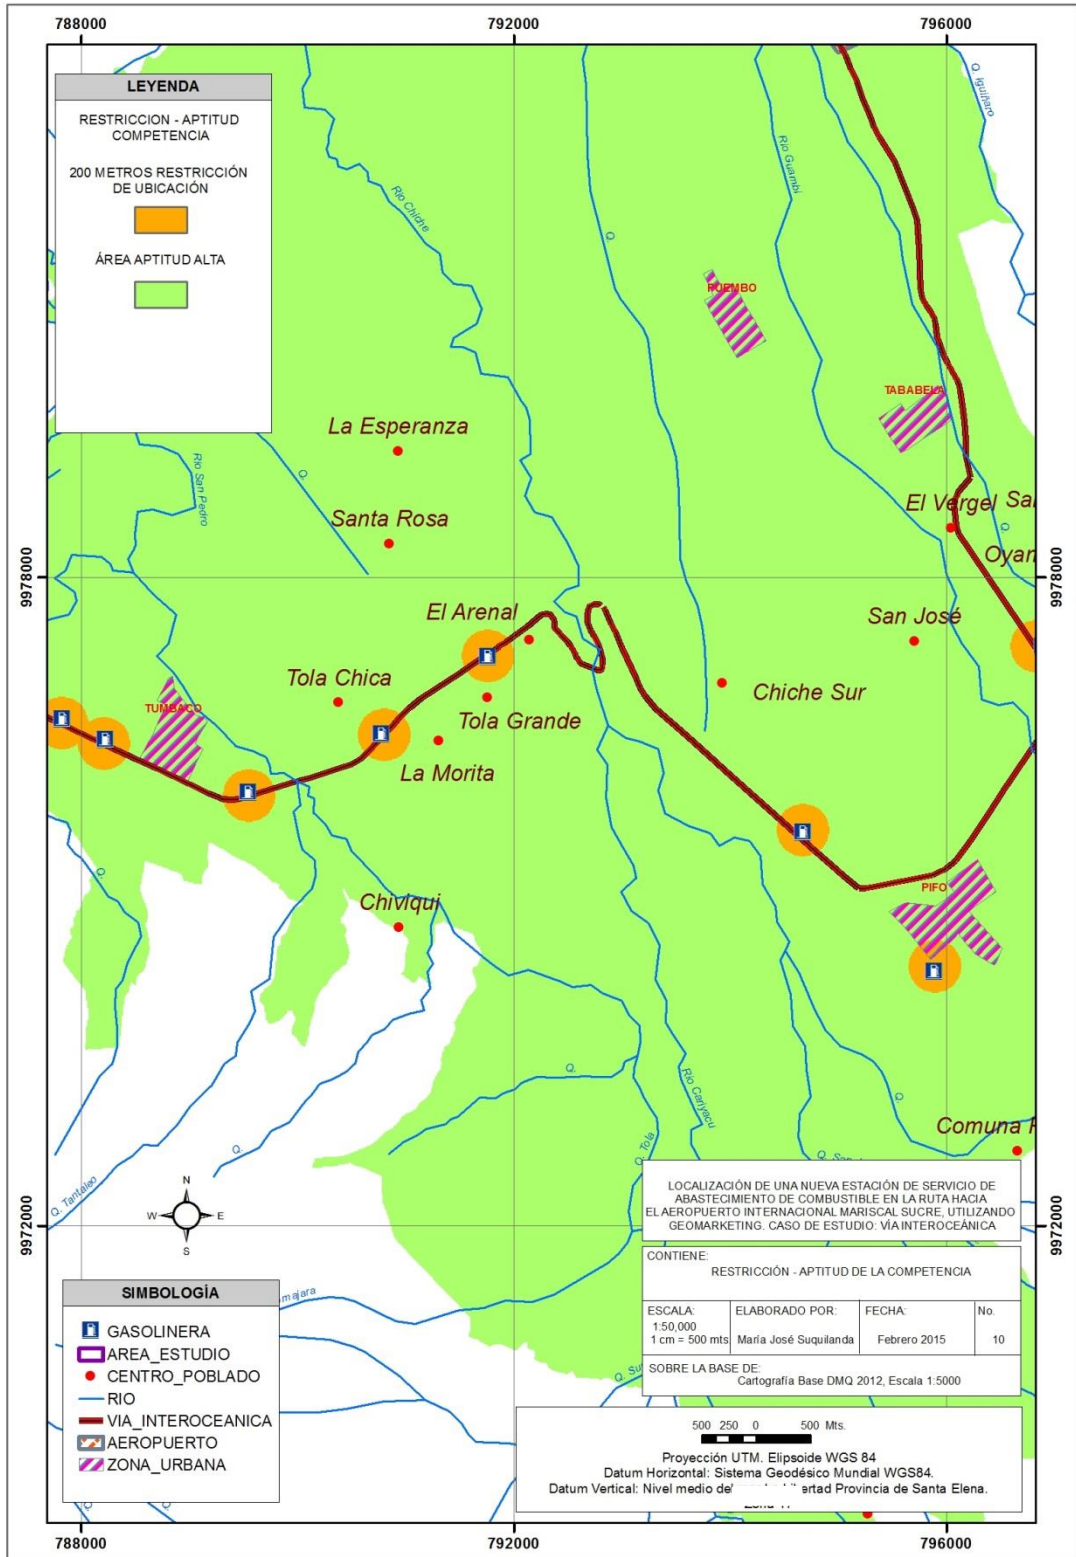 788000
792000
796000
LEYENDA
RESTRICCION - APTITUD
COMPETENCIA
200 METROS RESTRICCIÓN
DE UBICACIÓN
ÁREA APTITUD ALTA
Q. Iguiñaro
Rio Guambi
Rio Chiche
Q.
PUEMBO
TABABELA
La Esperanza
Rio San Pedro
Q.
El Vergel
Santa Rosa
Q.
9978000
9978000
El Arenal
San José
Tola Chica
Chiche Sur
TUMBACO
Tola Grande
La Morita
Q.
PIFO
Chiviqui
Q.
Q.
Rio Cariyacu
Comuna
Q. Tola
Q.
Q. Tantaleo
N
W
E
S
9972000
9972000
LOCALIZACIÓN DE UNA NUEVA ESTACIÓN DE SERVICIO DE
ABASTECIMIENTO DE COMBUSTIBLE EN LA RUTA HACIA
EL AEROPUERTO INTERNACIONAL MARISCAL SUCRE, UTILIZANDO
GEOMARKETING. CASO DE ESTUDIO: VÍA INTEROCEÁNICA
CONTIENE:
RESTRICCIÓN - APTITUD DE LA COMPETENCIA
ESCALA:
1:50,000
1 cm = 500 mts
ELABORADO POR:
María José Suquilanda
FECHA:
Febrero 2015
No.
10
SOBRE LA BASE DE:
Cartografía Base DMQ 2012, Escala 1:5000
SIMBOLOGÍA
GASOLINERA
AREA_ESTUDIO
CENTRO_POBLADO
RIO
VIA_INTEROCEANICA
AEROPUERTO
ZONA_URBANA
500 250 0 500 Mts.
Proyección UTM. Elipsoide WGS 84
Datum Horizontal: Sistema Geodésico Mundial WGS84.
Datum Vertical: Nivel medio del Provincia de Santa Elena.
788000
792000
796000